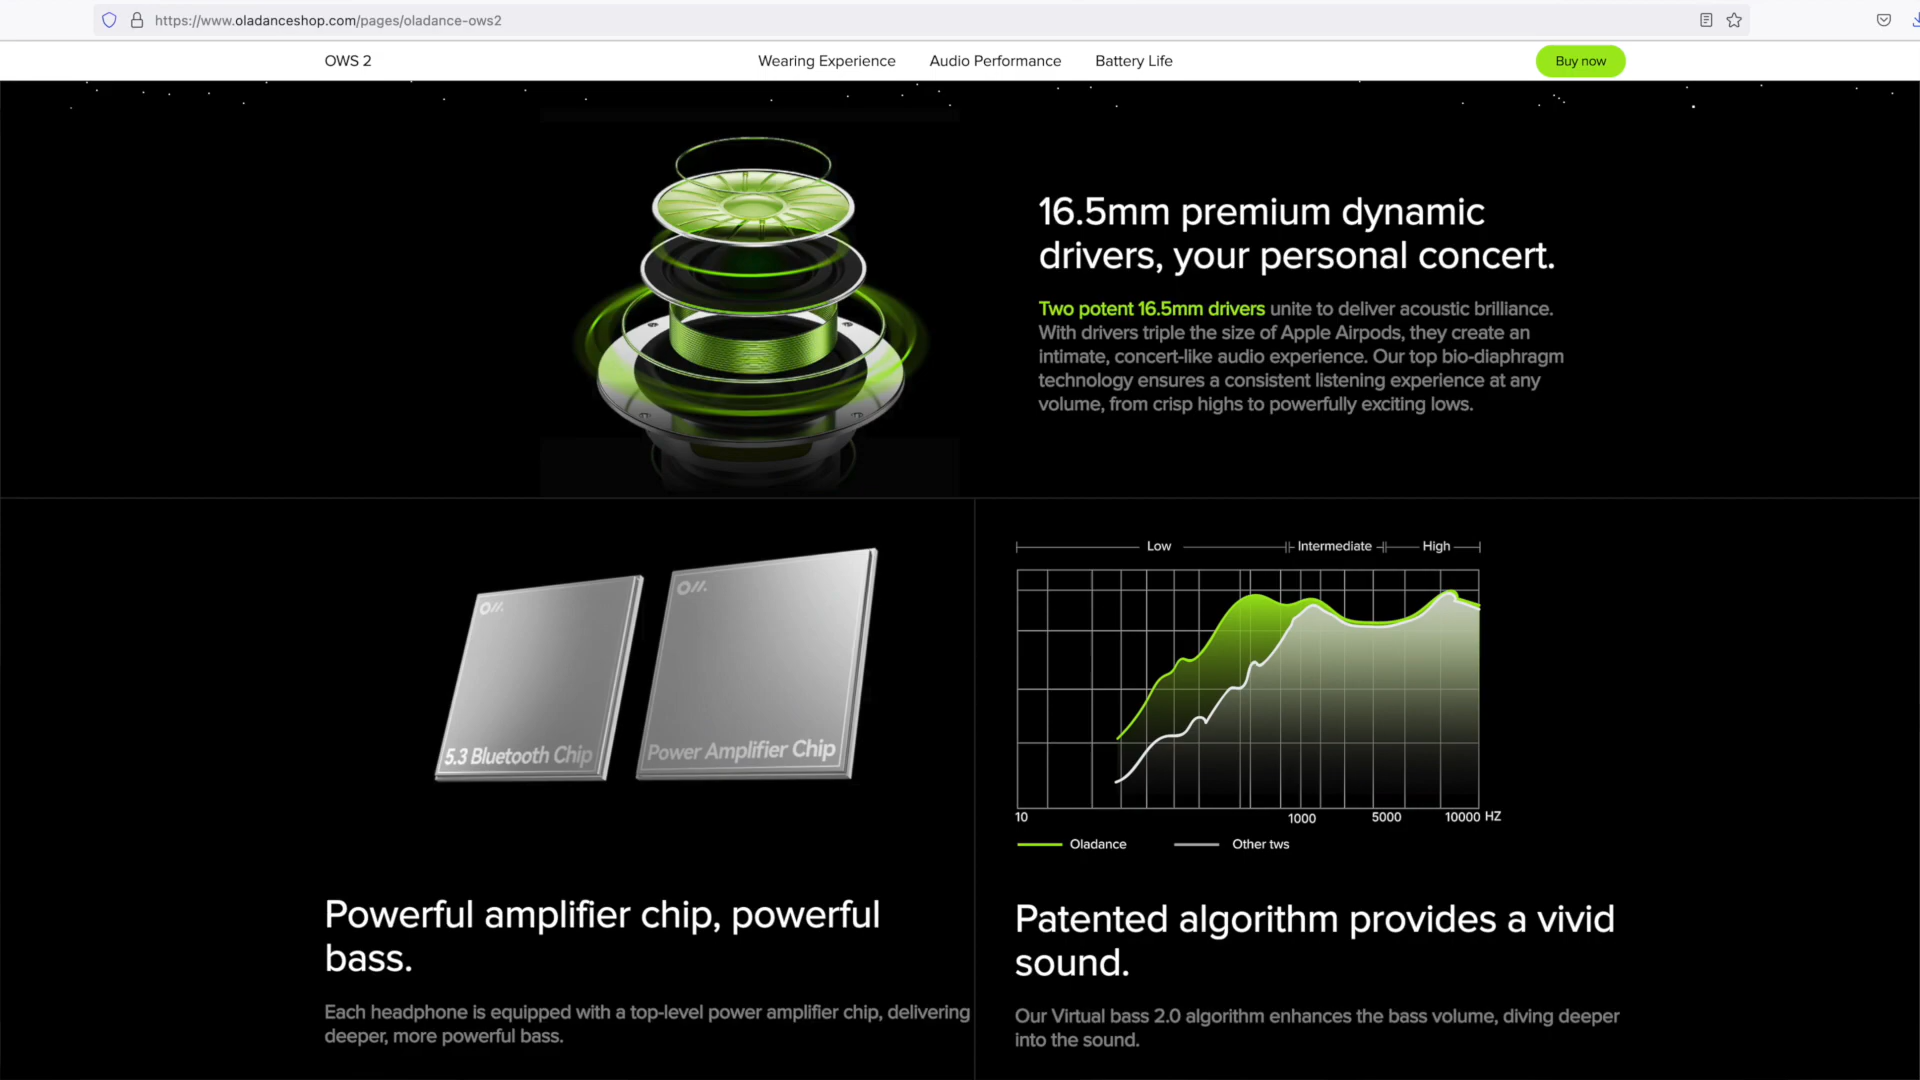 https://www.oladanceshop.com/pages/oladance-ows2
OWS 2
Wearing Experience
Audio Performance
Battery Life
Buy now
16.5mm premium dynamic
drivers, your personal concert.
Two potent 16.5mm drivers unite to deliver acoustic brilliance.
With drivers triple the size of Apple Airpods, they create an
intimate, concert-like audio experience. Our top bio-diaphragm
technology ensures a consistent listening experience at any
volume, from crisp highs to powerfully exciting lows.
5.3 Bluetooth Chip
Power Amplifier Chip
Powerful amplifier chip, powerful
bass.
Each headphone is equipped with a top-level power amplifier chip, delivering
deeper, more powerful bass.
Low
Intermediate
High
10
1000
5000
10000 HZ
Oladance
Other tws
Patented algorithm provides a vivid
sound.
Our Virtual bass 2.0 algorithm enhances the bass volume, diving deeper
into the sound.